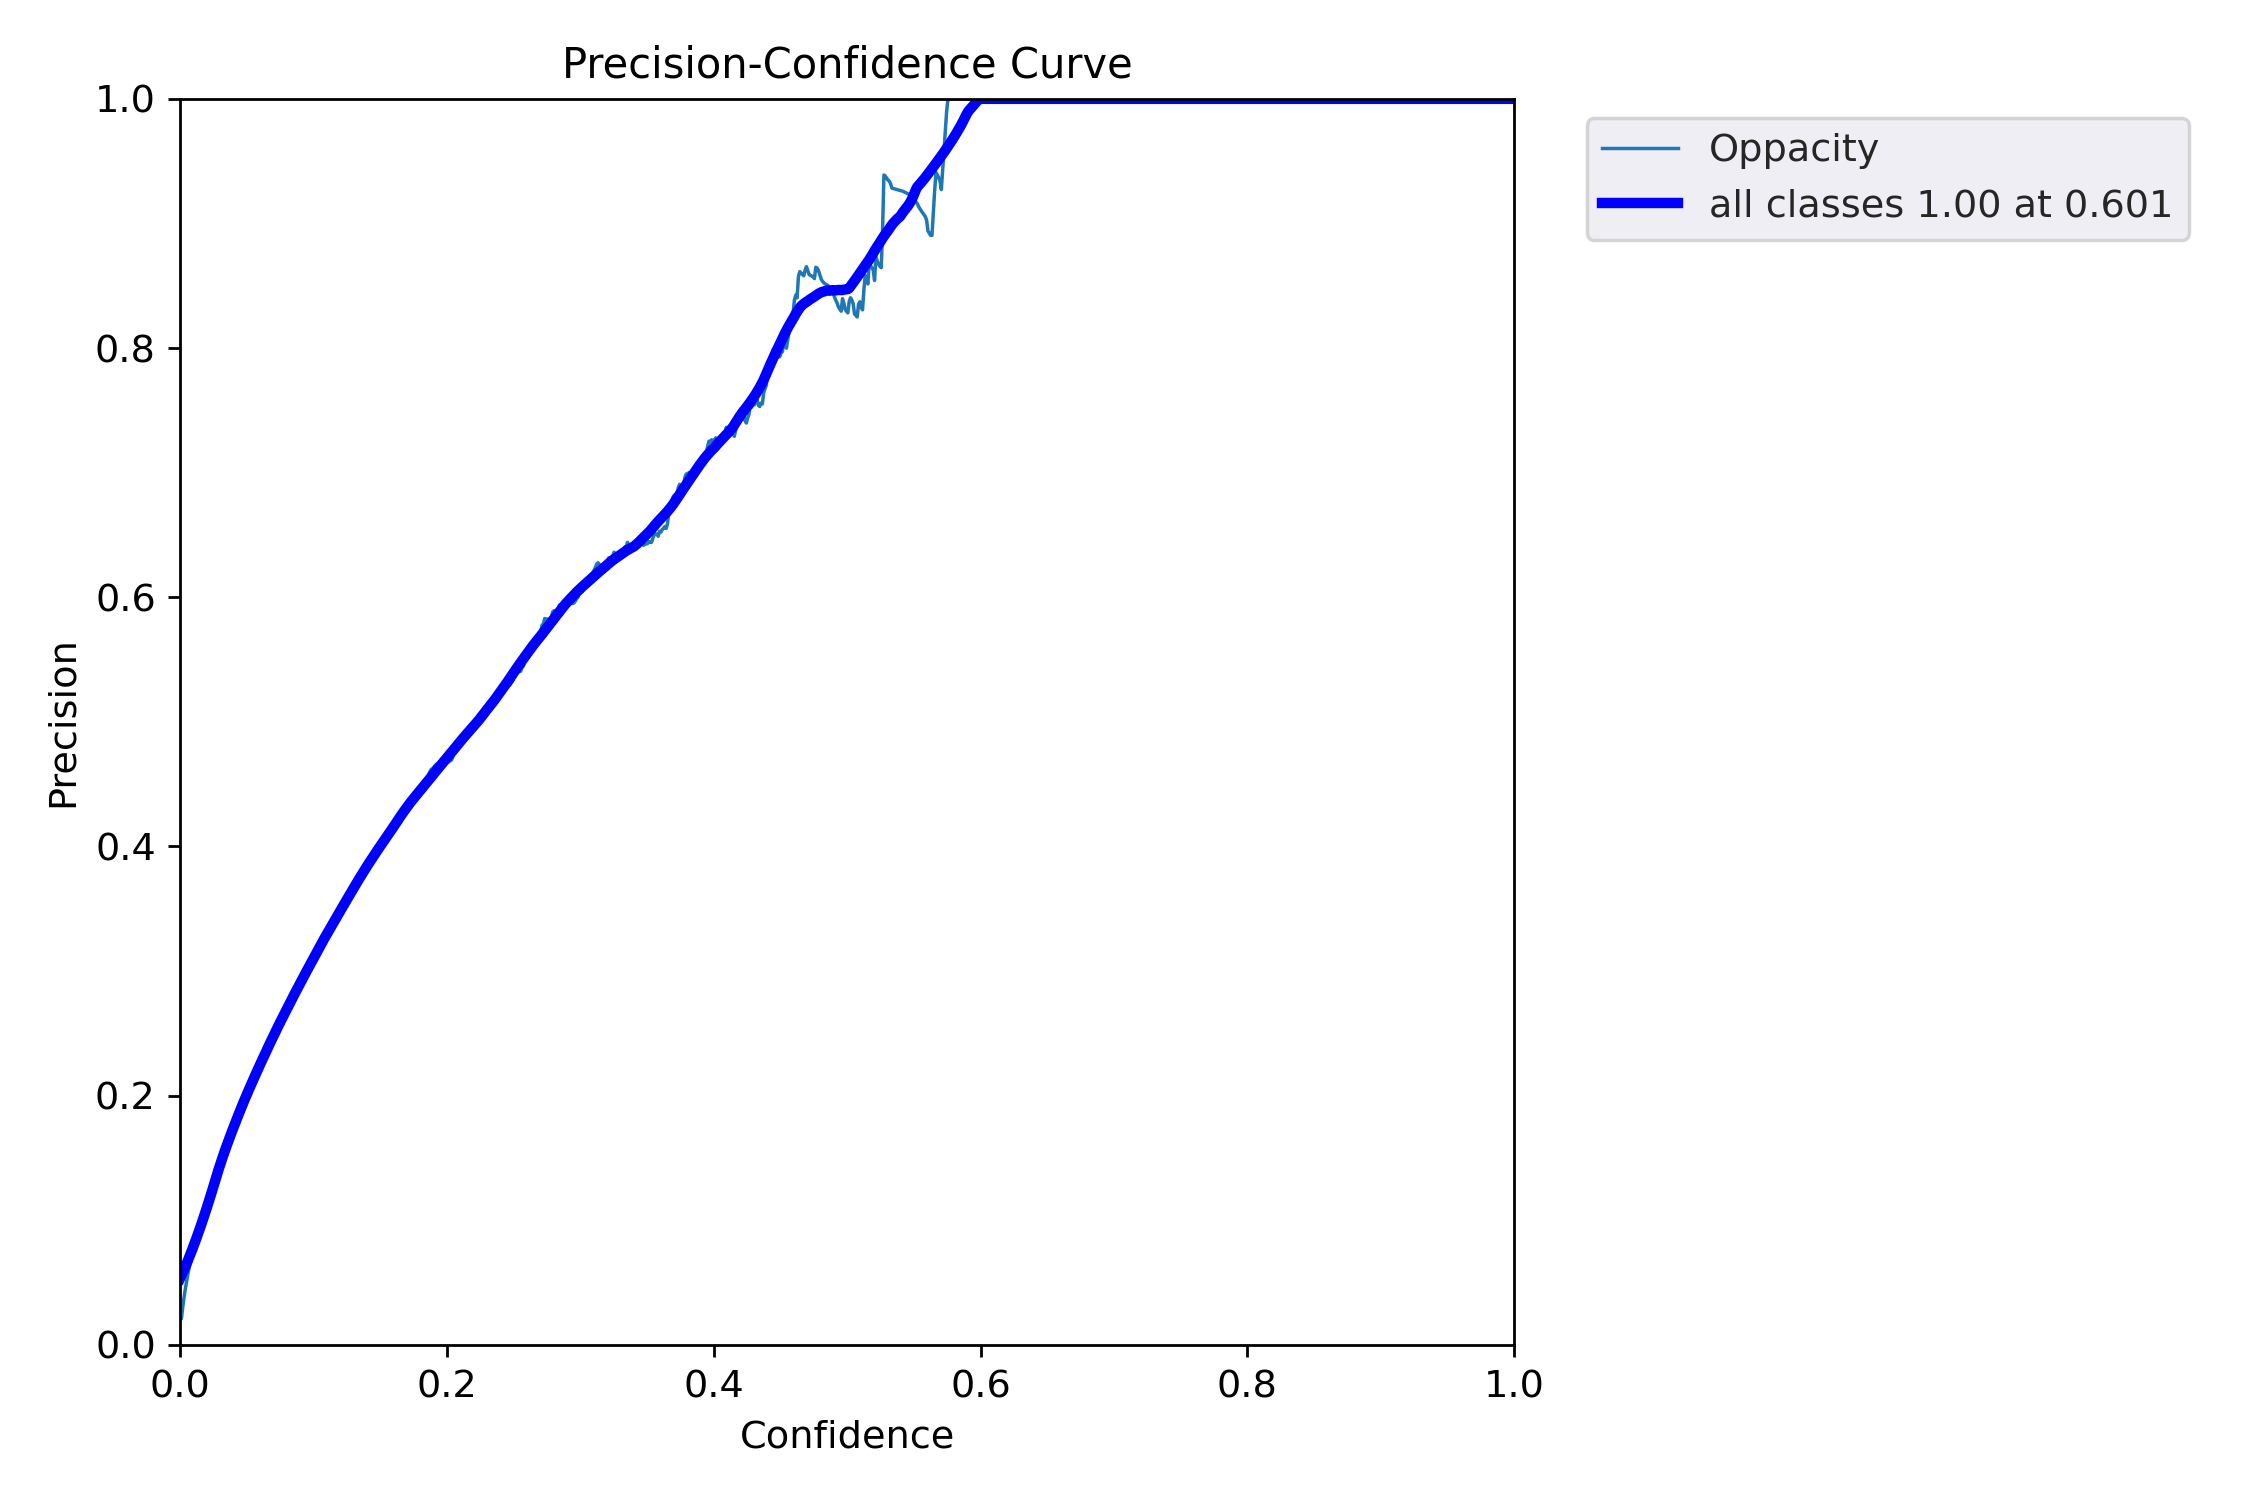 Precision-Confidence Curve
1.0
0.8
0.6
0.4
0.2
0.0
Precision
0.0 0.2 0.4 0.6 0.8 1.0
Confidence
Oppacity
all classes 1.00 at 0.601